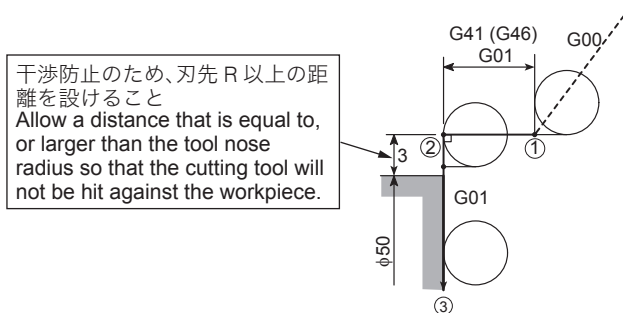 G41 (G46)
G01
G00
干渉防止のため、刃先 R 以上の距
離を設けること
Allow a distance that is equal to,
or larger than the tool nose
radius so that the cutting tool will
not be hit against the workpiece.
②
①
3
G01
φ50
③